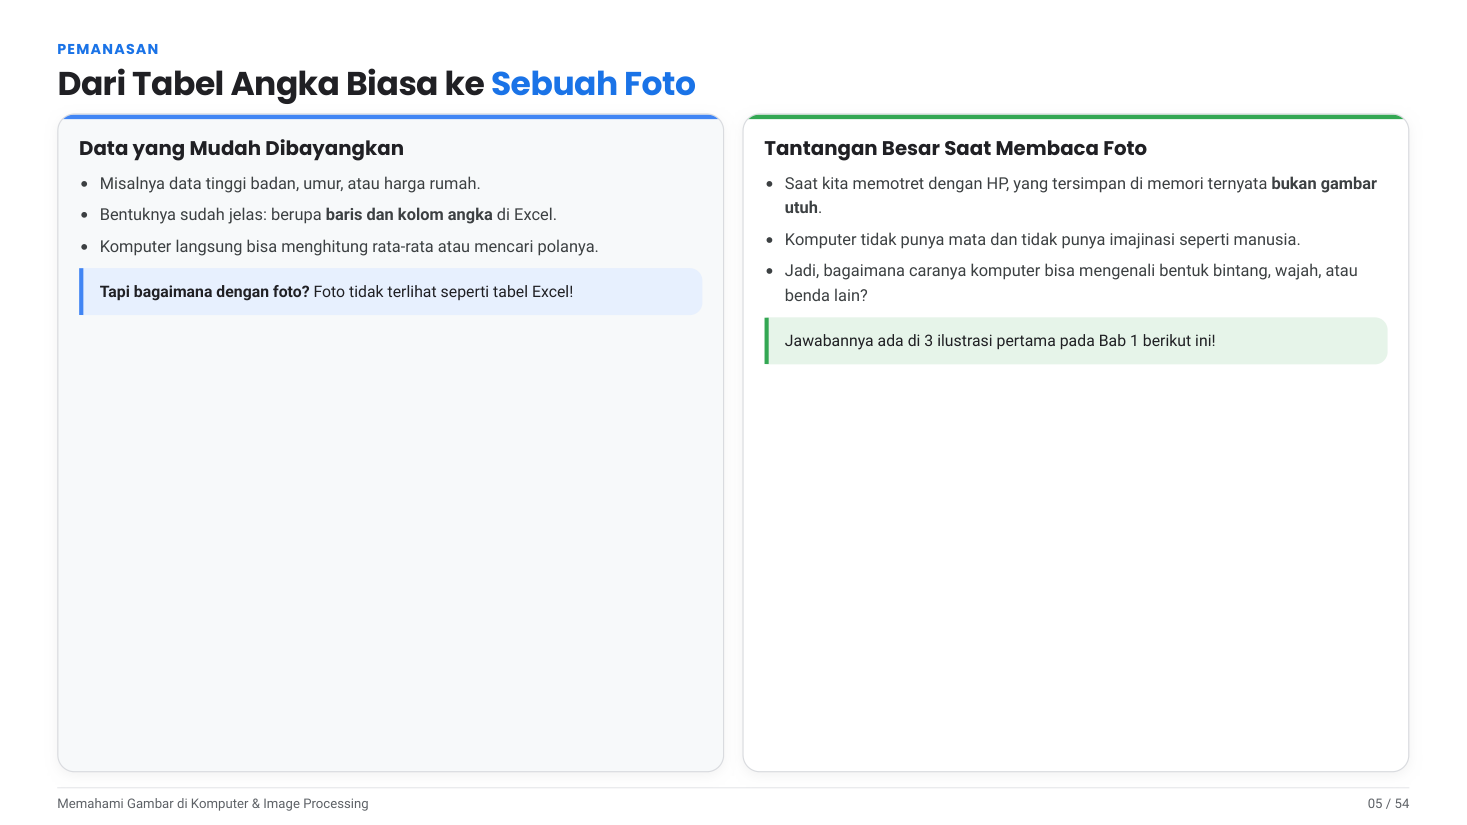 PEMANASAN
Dari Tabel Angka Biasa ke Sebuah Foto
Data yang Mudah Dibayangkan
• Misalnya data tinggi badan, umur, atau harga rumah.
• Bentuknya sudah jelas: berupa baris dan kolom angka di Excel.
• Komputer langsung bisa menghitung rata-rata atau mencari polanya.
Tapi bagaimana dengan foto? Foto tidak terlihat seperti tabel Excel!
Tantangan Besar Saat Membaca Foto
• Saat kita memotret dengan HP, yang tersimpan di memori ternyata bukan gambar
utuh.
• Komputer tidak punya mata dan tidak punya imajinasi seperti manusia.
• Jadi, bagaimana caranya komputer bisa mengenali bentuk bintang, wajah, atau
benda lain?
Jawabannya ada di 3 ilustrasi pertama pada Bab 1 berikut ini!
Memahami Gambar di Komputer & Image Processing
05 / 54